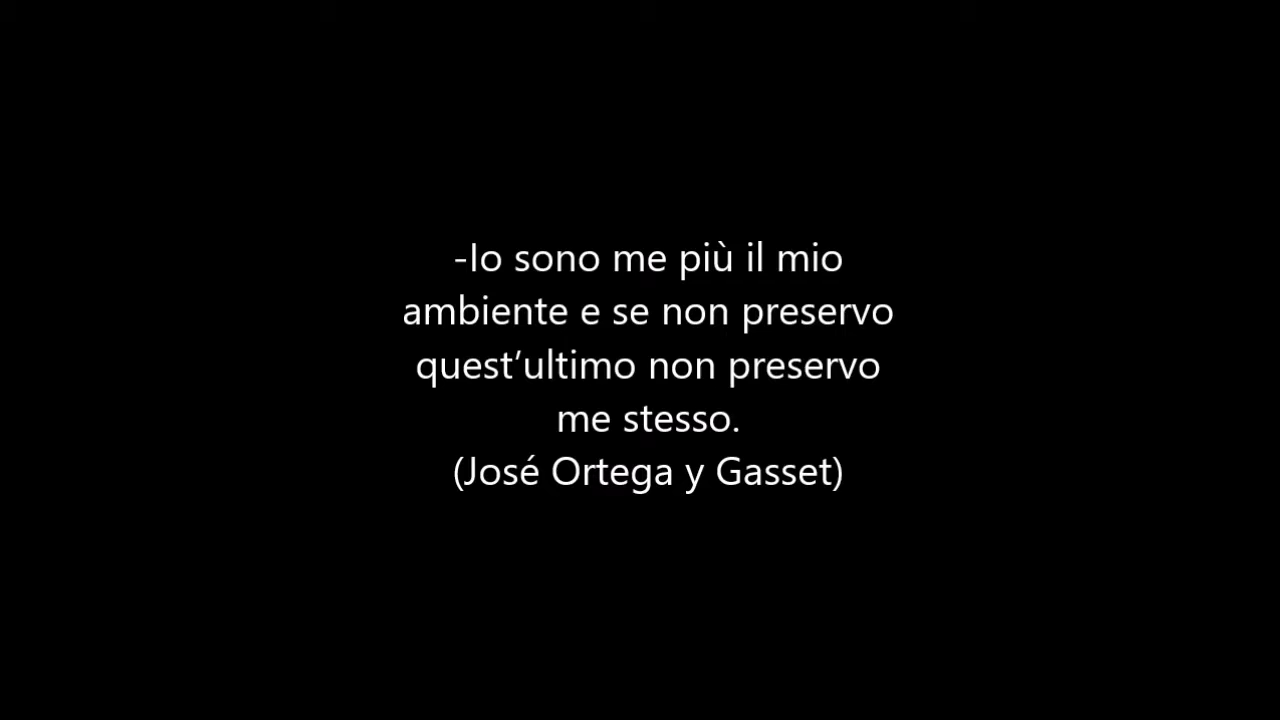 -Io sono me più il mio
ambiente e se non preservo
quest’ultimo non preservo
me stesso.
(José Ortega y Gasset)